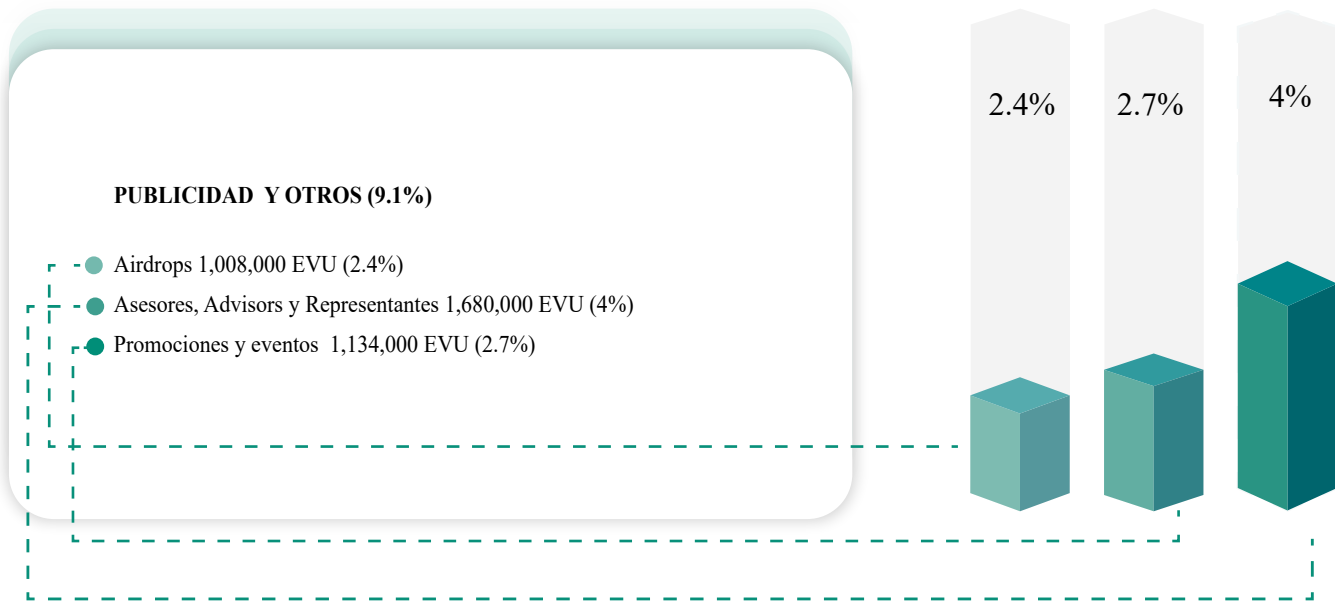 PUBLICIDAD Y OTROS (9.1%)
Airdrops 1,008,000 EVU (2.4%)
Asesores, Advisors y Representantes 1,680,000 EVU (4%)
Promociones y eventos 1,134,000 EVU (2.7%)
2.4%
2.7%
4%